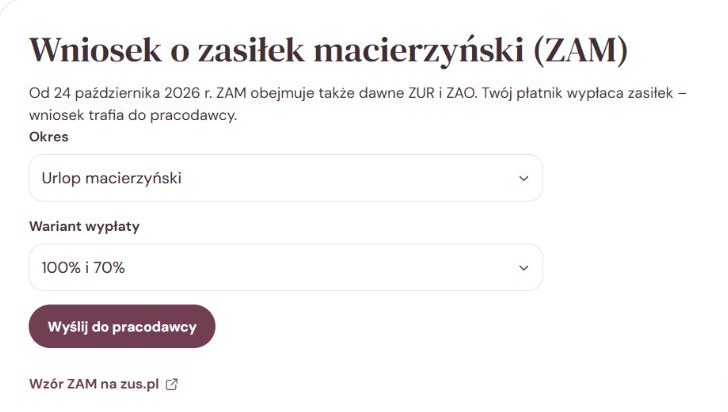 Wniosek o zasiłek macierzyński (ZAM)
Od 24 października 2026 r. ZAM obejmuje także dawne ZUR i ZAO. Twój płatnik wypłaca zasiłek –
wniosek trafia do pracodawcy.
Okres
Urlop macierzyński
Wariant wypłaty
100% i 70%
Wyślij do pracodawcy
Wzór ZAM na zus.pl